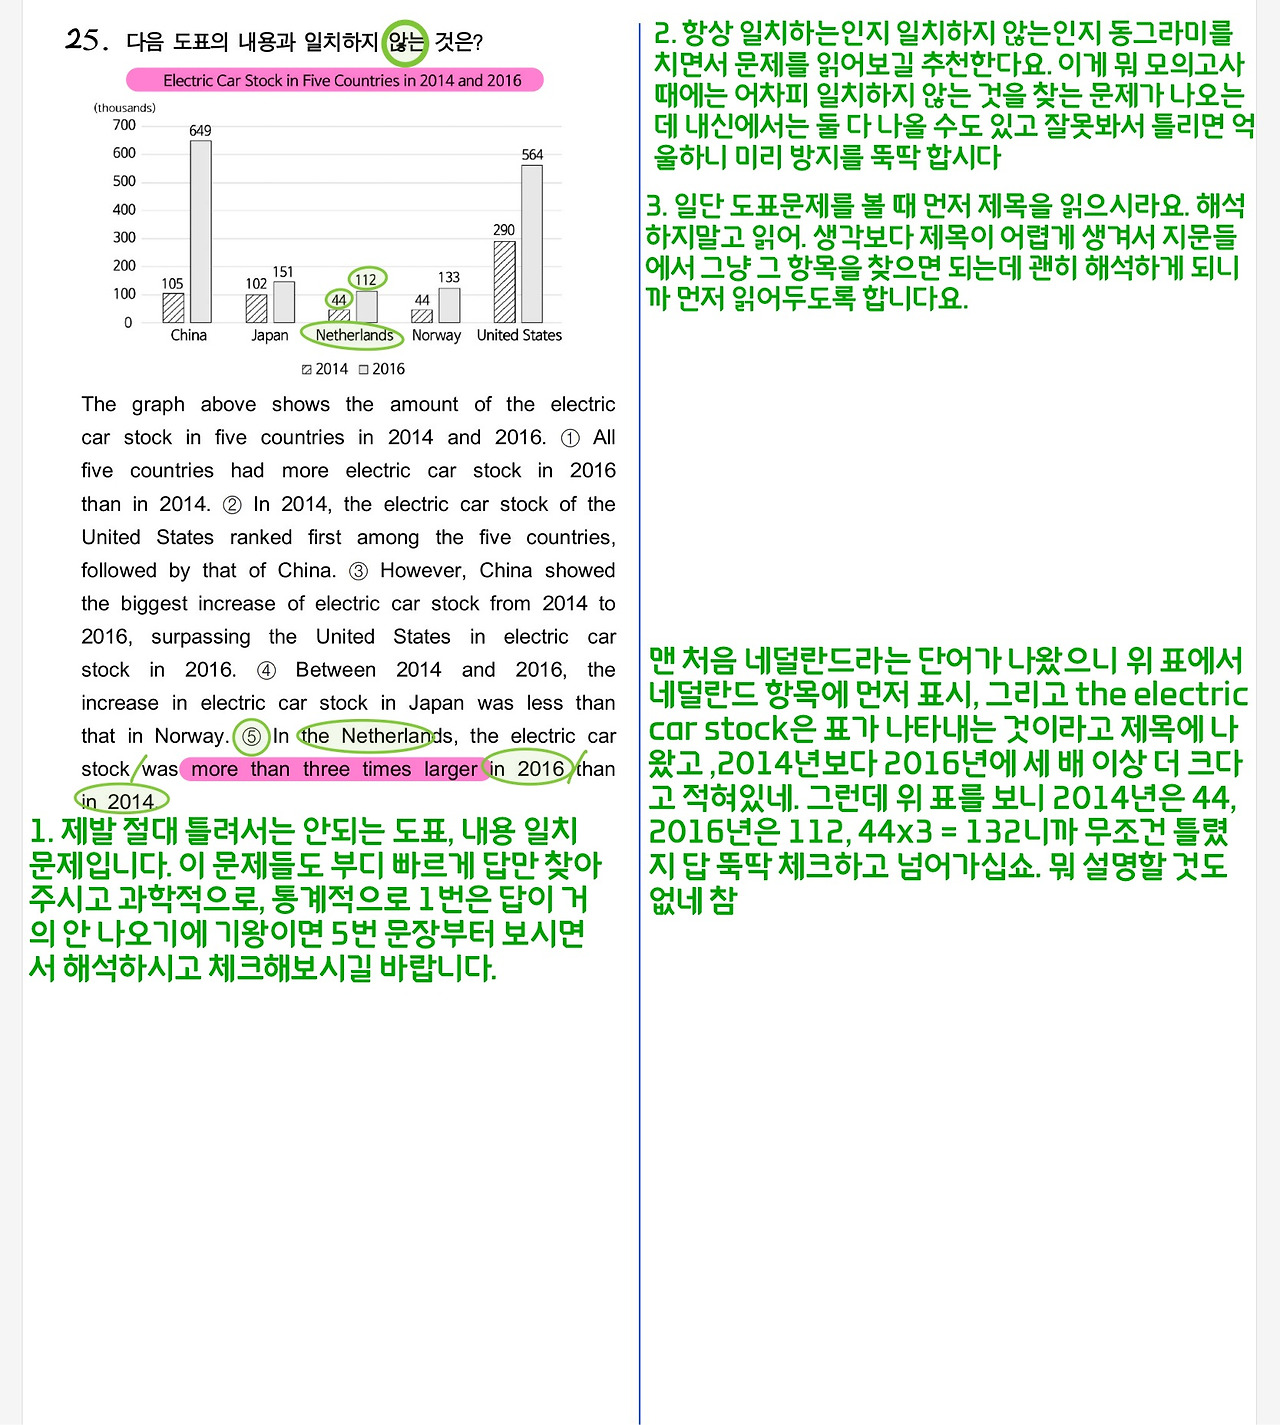 25. 다음 도표의 내용과 일치하지 않는 것은?
Electric Car Stock in Five Countries in 2014 and 2016
(thousands)
700
600
500
400
300
200
100
0
105
649
102
151
44
112
44
133
290
564
China
Japan
Netherlands
Norway
United States
2014
2016
The graph above shows the amount of the electric
car stock in five countries in 2014 and 2016. ① All
five countries had more electric car stock in 2016
than in 2014. ② In 2014, the electric car stock of the
United States ranked first among the five countries,
followed by that of China. ③ However, China showed
the biggest increase of electric car stock from 2014 to
2016, surpassing the United States in electric car
stock in 2016. ④ Between 2014 and 2016, the
increase in electric car stock in Japan was less than
that in Norway. ⑤ In the Netherlands, the electric car
stock was more than three times larger in 2016 than
in 2014.
1. 제발 절대 틀려서는 안되는 도표, 내용 일치
문제입니다. 이 문제들도 부디 빠르게 답만 찾아
주시고 과학적으로, 통계적으로 1번은 답이 거
의 안 나오기에 기왕이면 5번 문장부터 보시면
서 해석하시고 체크해보시길 바랍니다.
2. 항상 일치하는인지 일치하지 않는인지 동그라미를
치면서 문제를 읽어보길 추천한다요. 이게 뭐 모의고사
때에는 어차피 일치하지 않는 것을 찾는 문제가 나오는
데 내신에서는 둘 다 나올 수도 있고 잘못봐서 틀리면 억
울하니 미리 방지를 뚝딱 합시다
3. 일단 도표문제를 볼 때 먼저 제목을 읽으시라요. 해석
하지말고 읽어. 생각보다 제목이 어렵게 생겨서 지문들
에서 그냥 그 항목을 찾으면 되는데 괜히 해석하게 되니
까 먼저 읽어두도록 합니다요.
맨 처음 네덜란드라는 단어가 나왔으니 위 표에서
네덜란드 항목에 먼저 표시, 그리고 the electric
car stock은 표가 나타내는 것이라고 제목에 나
왔고 ,2014년보다 2016년에 세 배 이상 더 크다
고 적혀있네. 그런데 위 표를 보니 2014년은 44,
2016년은 112, 44x3 = 132니까 무조건 틀렸
지 답 뚝딱 체크하고 넘어가십쇼. 뭐 설명할 것도
없네 참